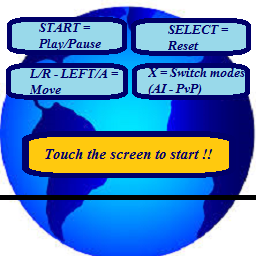 START =
Play/Pause
SELECT =
Reset
L/R - LEFT/A =
Move
X = Switch modes
(AI - PvP)
Touch the screen to start !!